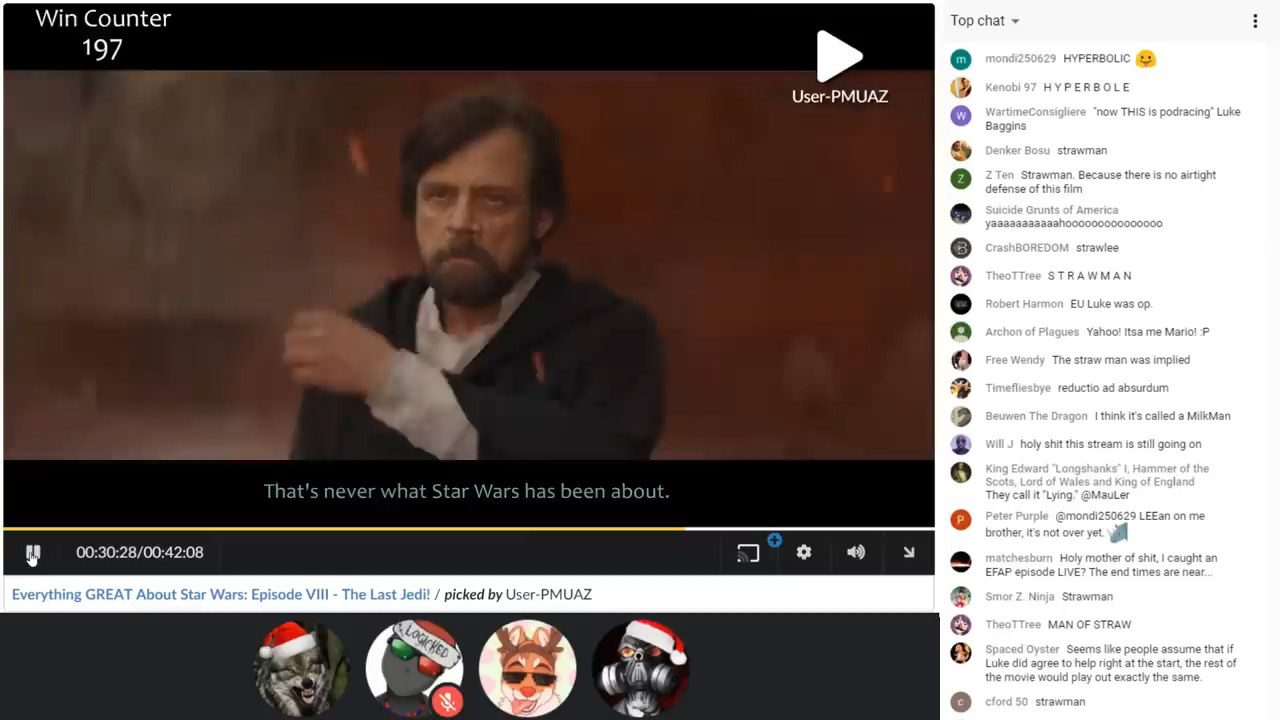 Win Counter
197
User-PMUAZ
That's never what Star Wars has been about.
00:30:28/00:42:08
Everything GREAT About Star Wars: Episode VIII - The Last Jedi! / picked by User-PMUAZ
LOGICKED
Top chat
m
mondi250629 HYPERBOLIC
Kenobi 97 H Y P E R B O L E
W
WartimeConsigliere "now THIS is podracing" Luke
Baggins
Denker Bosu strawman
Z
Z Ten Strawman. Because there is no airtight
defense of this film
Suicide Grunts of America
yaaaaaaaaaahooooooooooooooo
CrashBOREDOM strawlee
TheoTTree S T R A W M A N
Robert Harmon EU Luke was op.
Archon of Plagues Yahoo! Itsa me Mario! :P
Free Wendy The straw man was implied
Timefliesbye reductio ad absurdum
Beuwen The Dragon I think it's called a MilkMan
Will J holy shit this stream is still going on
King Edward "Longshanks" I, Hammer of the
Scots, Lord of Wales and King of England
They call it "Lying." @MauLer
P
Peter Purple @mondi250629 LEEan on me
brother, it's not over yet.
matchesburn Holy mother of shit, I caught an
EFAP episode LIVE? The end times are near...
Smor Z. Ninja Strawman
TheoTTree MAN OF STRAW
Spaced Oyster Seems like people assume that if
Luke did agree to help right at the start, the rest of
the movie would play out exactly the same.
c
cford 50 strawman